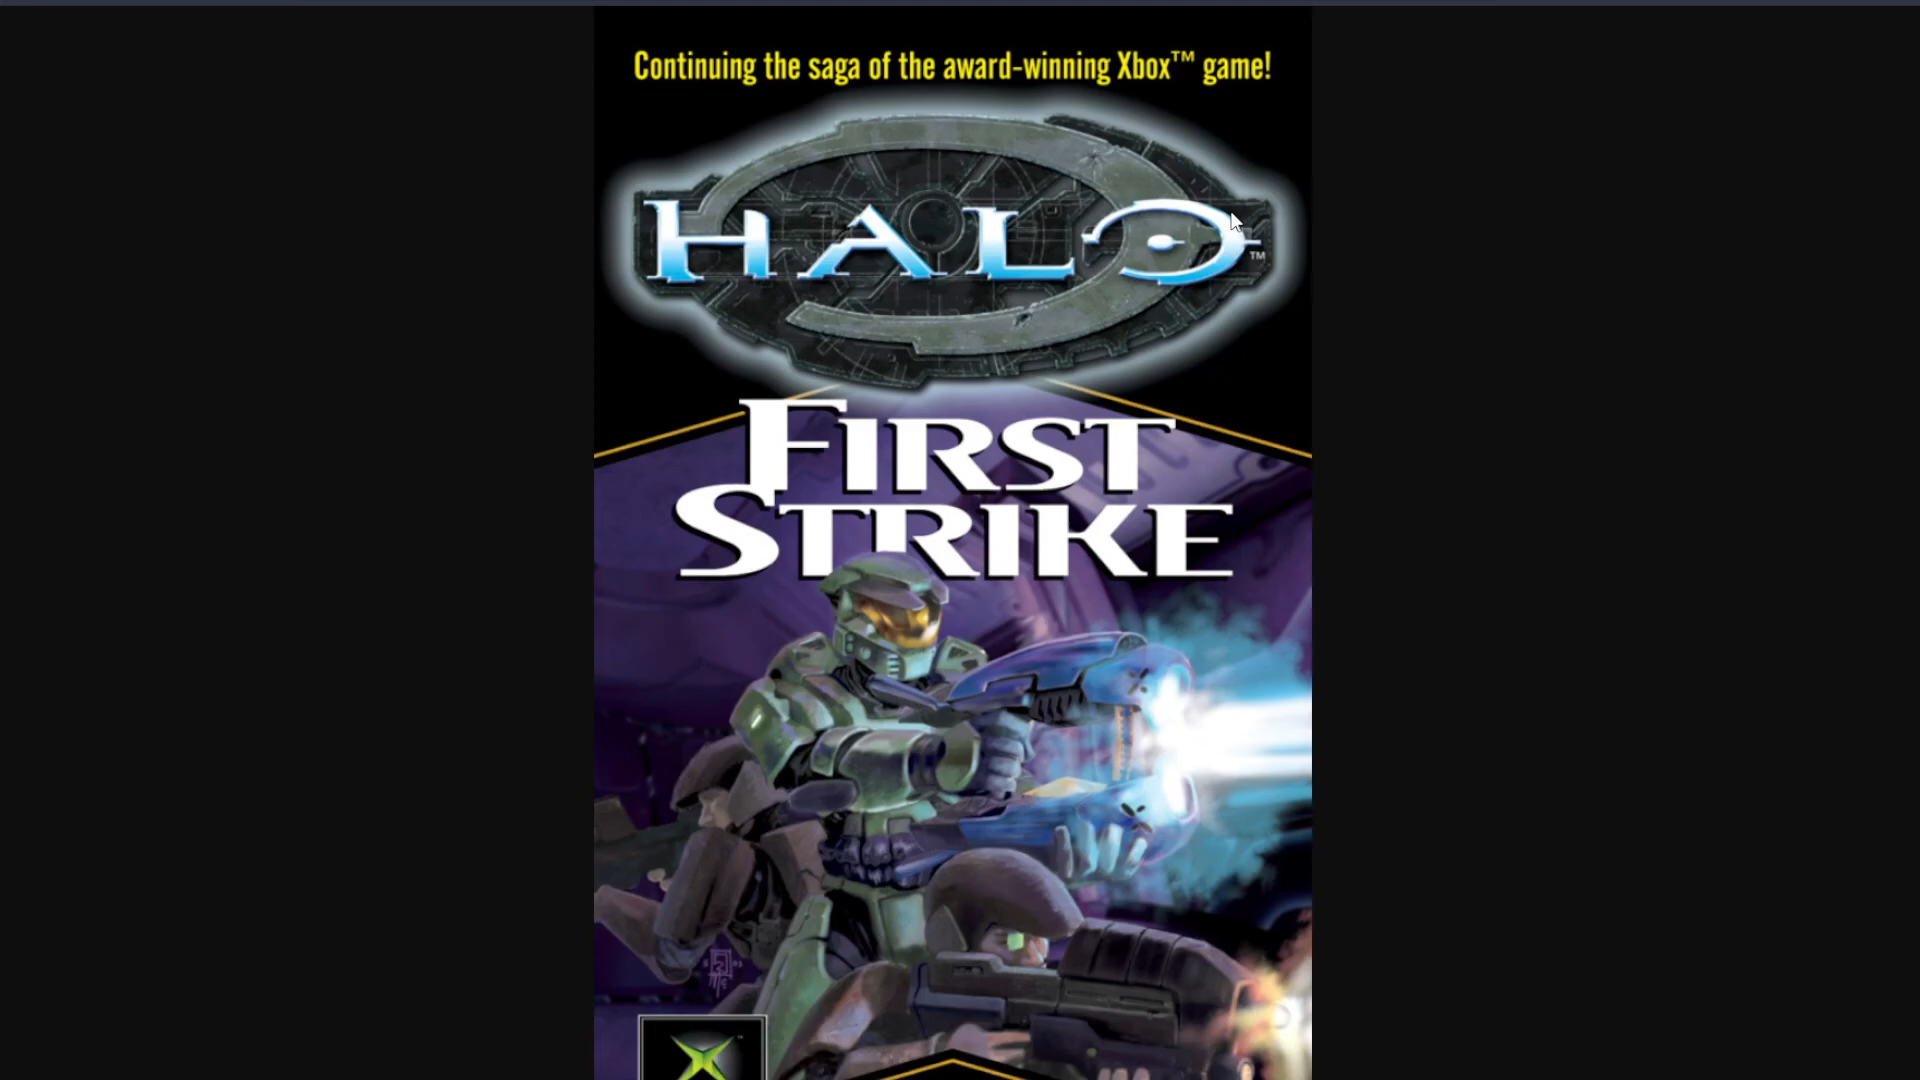 Continuing the saga of the award-winning Xbox™ game!
HALO™
FIRST
STRIKE